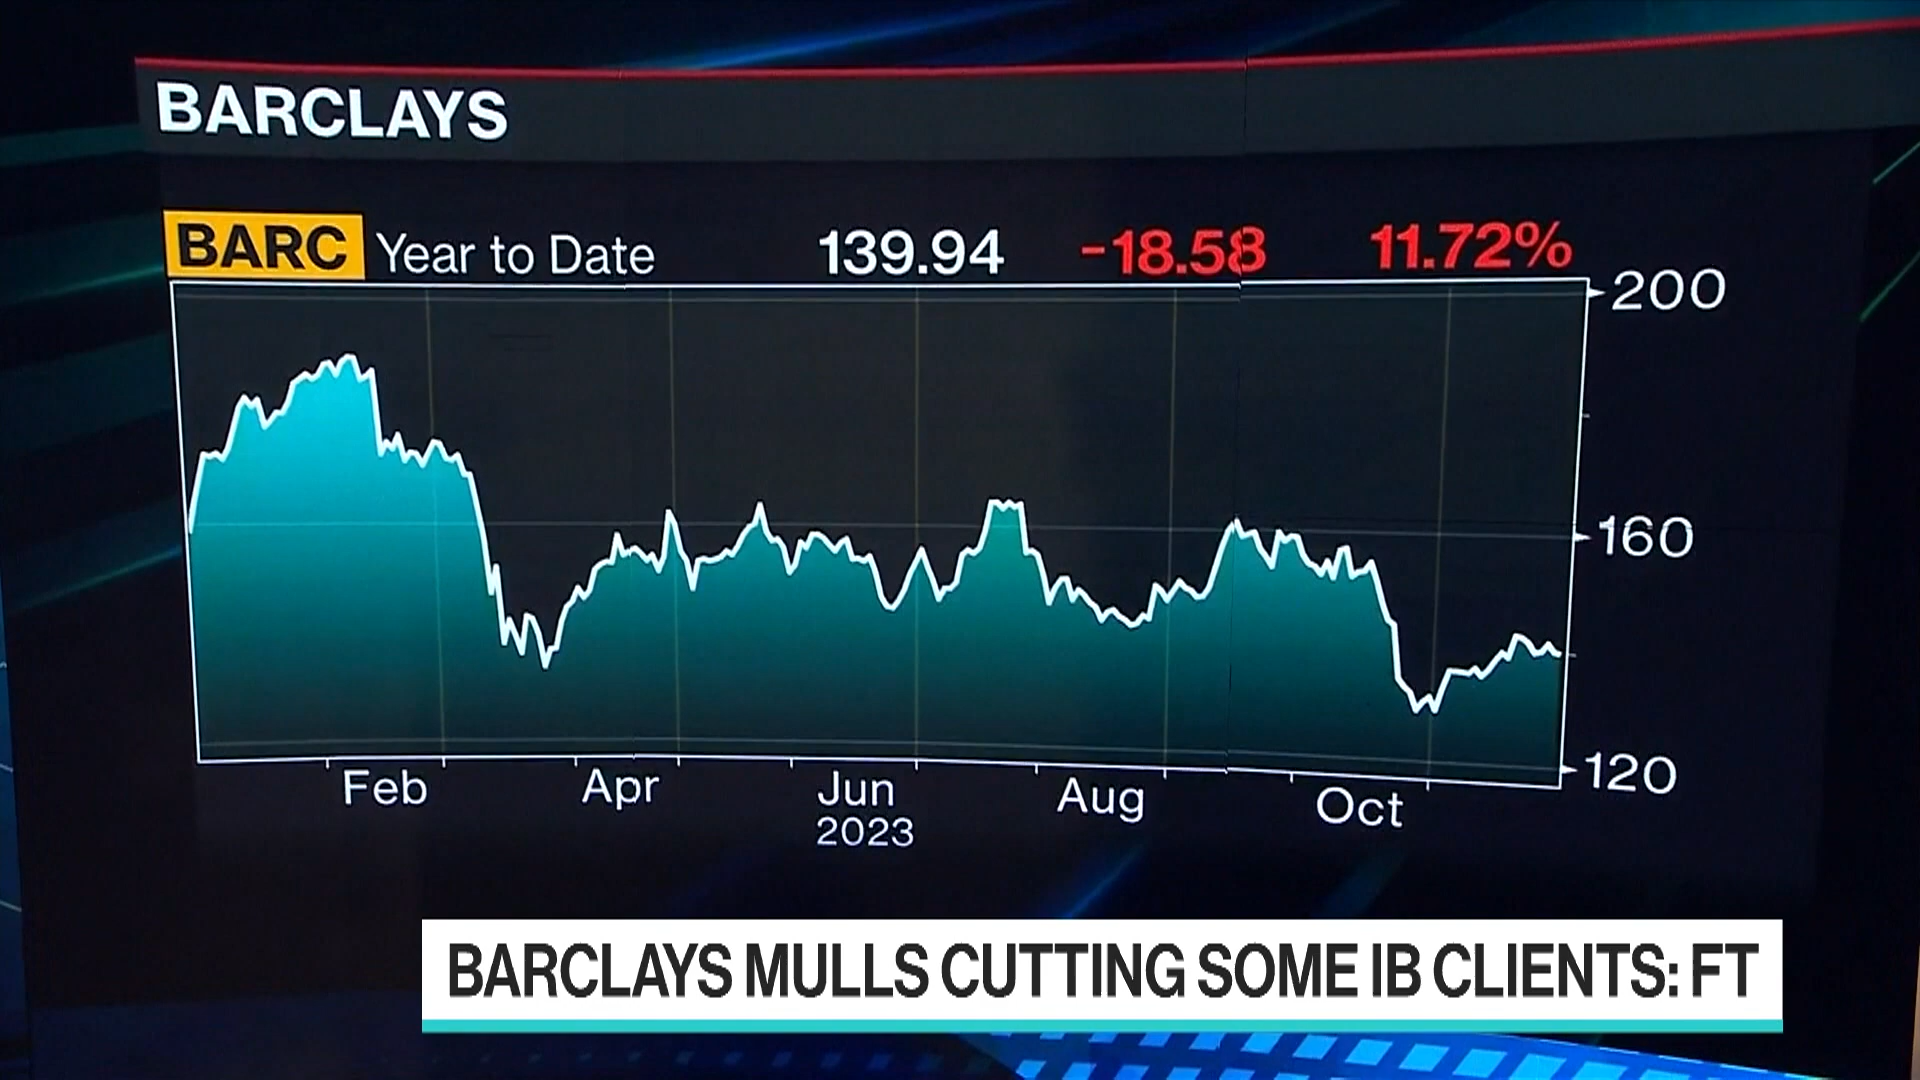 BARCLAYS
BARC Year to Date 139.94 -18.58 11.72%
200
160
120
Feb Apr Jun Aug Oct
2023
BARCLAYS MULLS CUTTING SOME IB CLIENTS: FT